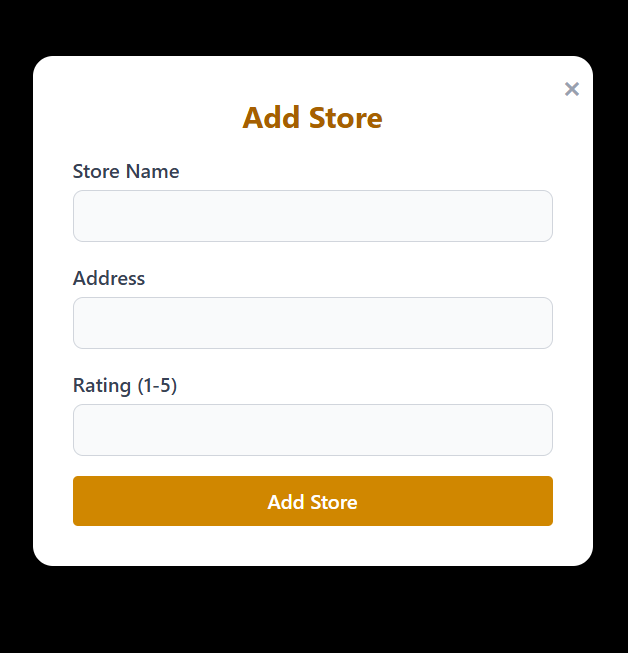 ×
Add Store
Store Name
Address
Rating (1-5)
Add Store